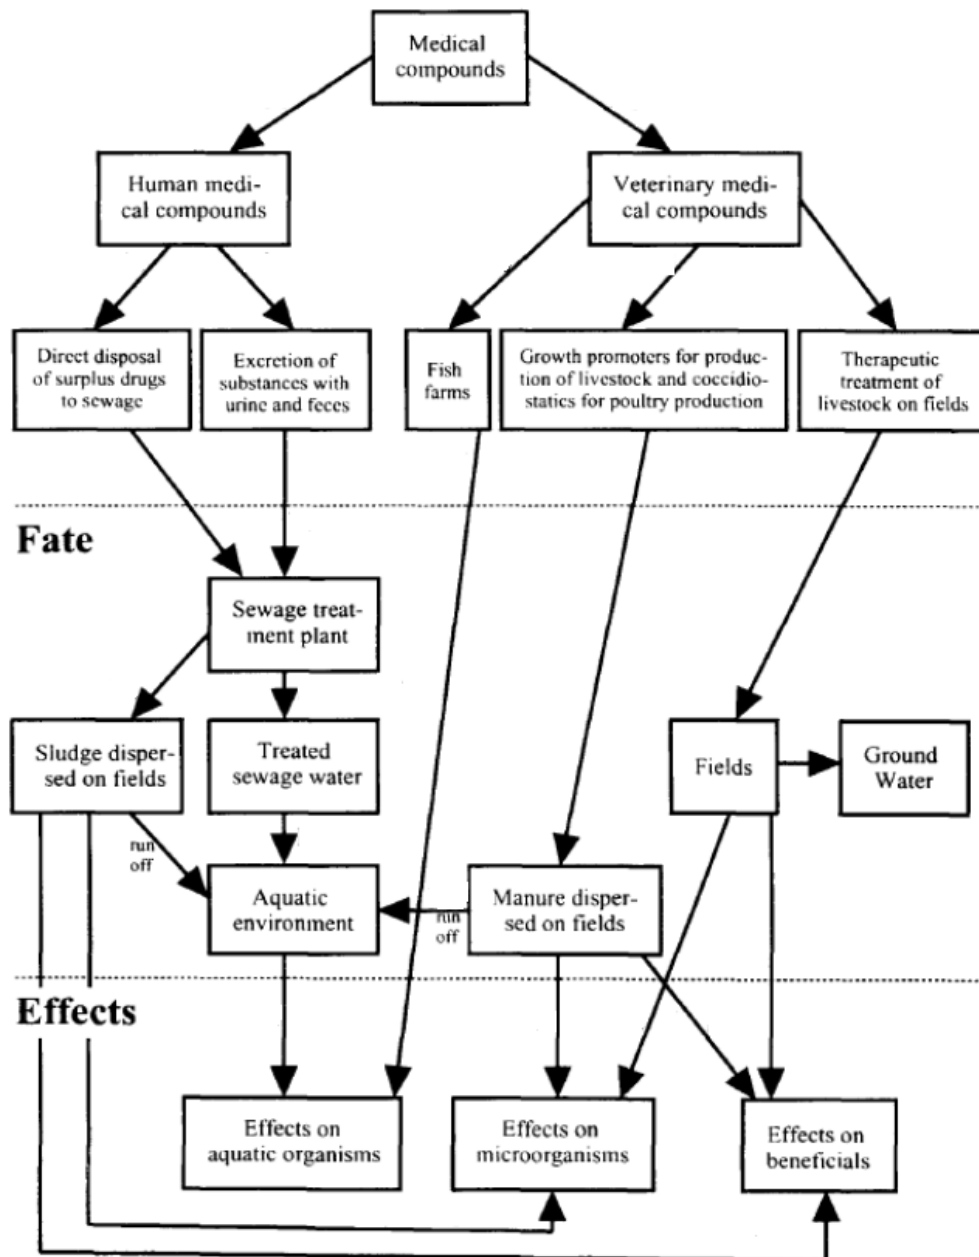 Medical
compounds
Human medi-
cal compounds
Veterinary medi-
cal compounds
Direct disposal
of surplus drugs
to sewage
Excretion of
substances with
urine and feces
Fish
farms
Growth promoters for produc-
tion of livestock and coccidio-
statics for poultry production
Therapeutic
treatment of
livestock on fields
Fate
Sewage treat-
ment plant
Sludge disper-
sed on fields
Treated
sewage water
Fields
Ground
Water
run
off
Aquatic
environment
run
off
Manure disper-
sed on fields
Effects
Effects on
aquatic organisms
Effects on
microorganisms
Effects on
beneficials